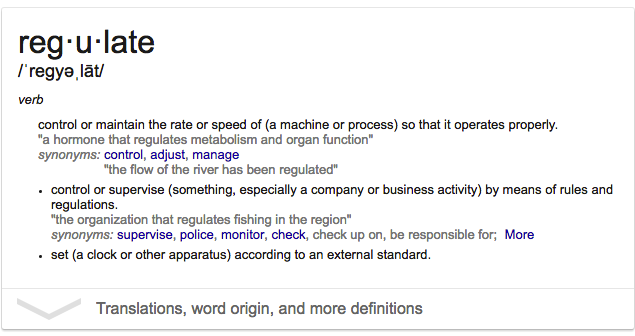 reg·u·late
/ˈregyəˌlāt/
verb
control or maintain the rate or speed of (a machine or process) so that it operates properly.
"a hormone that regulates metabolism and organ function"
synonyms: control, adjust, manage
"the flow of the river has been regulated"
• control or supervise (something, especially a company or business activity) by means of rules and
regulations.
"the organization that regulates fishing in the region"
synonyms: supervise, police, monitor, check, check up on, be responsible for; More
• set (a clock or other apparatus) according to an external standard.
Translations, word origin, and more definitions